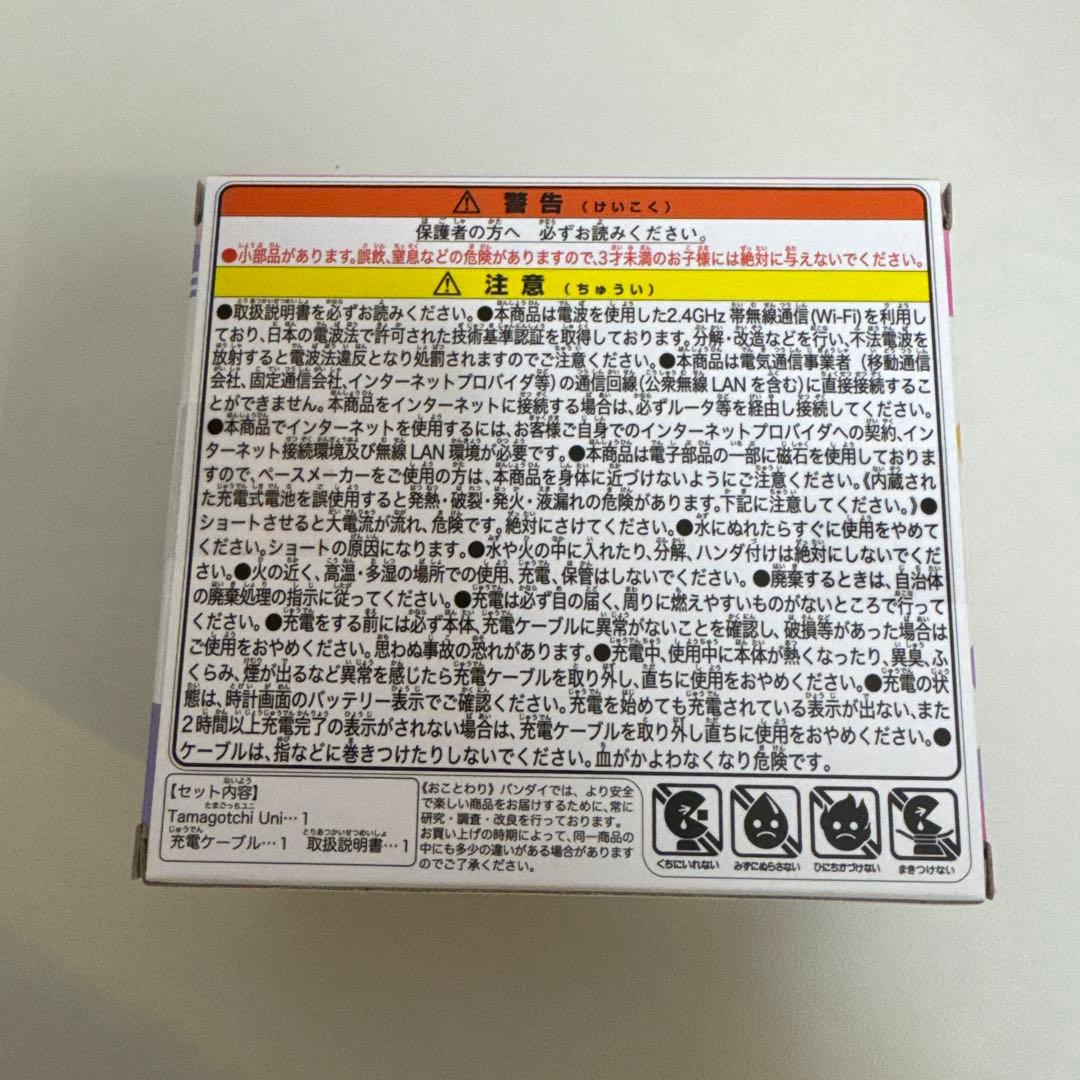 ⚠ 警告（けいこく）
保護者の方へ　必ずお読みください。
●小部品があります。誤飲、窒息などの危険がありますので、3才未満のお子様には絶対に与えないでください。
⚠ 注意（ちゅうい）
●取扱説明書を必ずお読みください。●本商品は電波を使用した2.4GHz 帯無線通信(Wi-Fi)を利用し
ており、日本の電波法で許可された技術基準認証を取得しております。分解・改造などを行い、不法電波を
放射すると電波法違反となり処罰されますのでご注意ください。●本商品は電気通信事業者（移動通信
会社、固定通信会社、インターネットプロバイダ等）の通信回線(公衆無線 LAN を含む)に直接接続するこ
とができません。本商品をインターネットに接続する場合は、必ずルータ等を経由し接続してください。
●本商品でインターネットを使用するには、お客様ご自身でのインターネットプロバイダへの契約、インタ
ーネット接続環境及び無線 LAN 環境が必要です。●本商品は電子部品の一部に磁石を使用しております
ので、ペースメーカーをご使用の方は、本商品を身体に近づけないようにご注意ください。《内蔵され
た充電式電池を誤使用すると発熱・破裂・発火・液漏れの危険があります。下記に注意してください。》●
ショートさせると大電流が流れ、危険です。絶対にさけてください。●水にぬれたらすぐに使用をやめて
ください。ショートの原因になります。●水や火の中に入れたり、分解、ハンダ付けは絶対にしないでくだ
さい。●火の近く、高温・多湿の場所での使用、充電、保管はしないでください。●廃棄するときは、自治体
の廃棄処理の指示に従ってください。●充電は必ず目の届く、周りに燃えやすいものがないところで行って
ください。●充電をする前には必ず本体、充電ケーブルに異常がないことを確認し、破損等があった場合は
ご使用をおやめください。思わぬ事故の恐れがあります。●充電中、使用中に本体が熱くなったり、異臭、ふ
くらみ、煙が出るなど異常を感じたら充電ケーブルを取り外し、直ちに使用をおやめください。●充電の状
態は、時計画面のバッテリー表示でご確認ください。充電を始めても充電されている表示が出ない、また
2時間以上充電完了の表示がされない場合は、充電ケーブルを取り外し直ちに使用をおやめください。●
ケーブルは、指などに巻きつけたりしないでください。血がかよわなくなり危険です。
【セット内容】
Tamagotchi Uni…1
充電ケーブル…1　取扱説明書…1
《おことわり》バンダイでは、より安全
で楽しい商品をお届けするために、常に
研究・調査・改良を行っております。
お買い上げの時期によって、同一商品の
中にも多少の違いがある場合があります
のでご了承ください。
くちにいれない　みずにぬらさない　ひにちかづけない　まきつけない